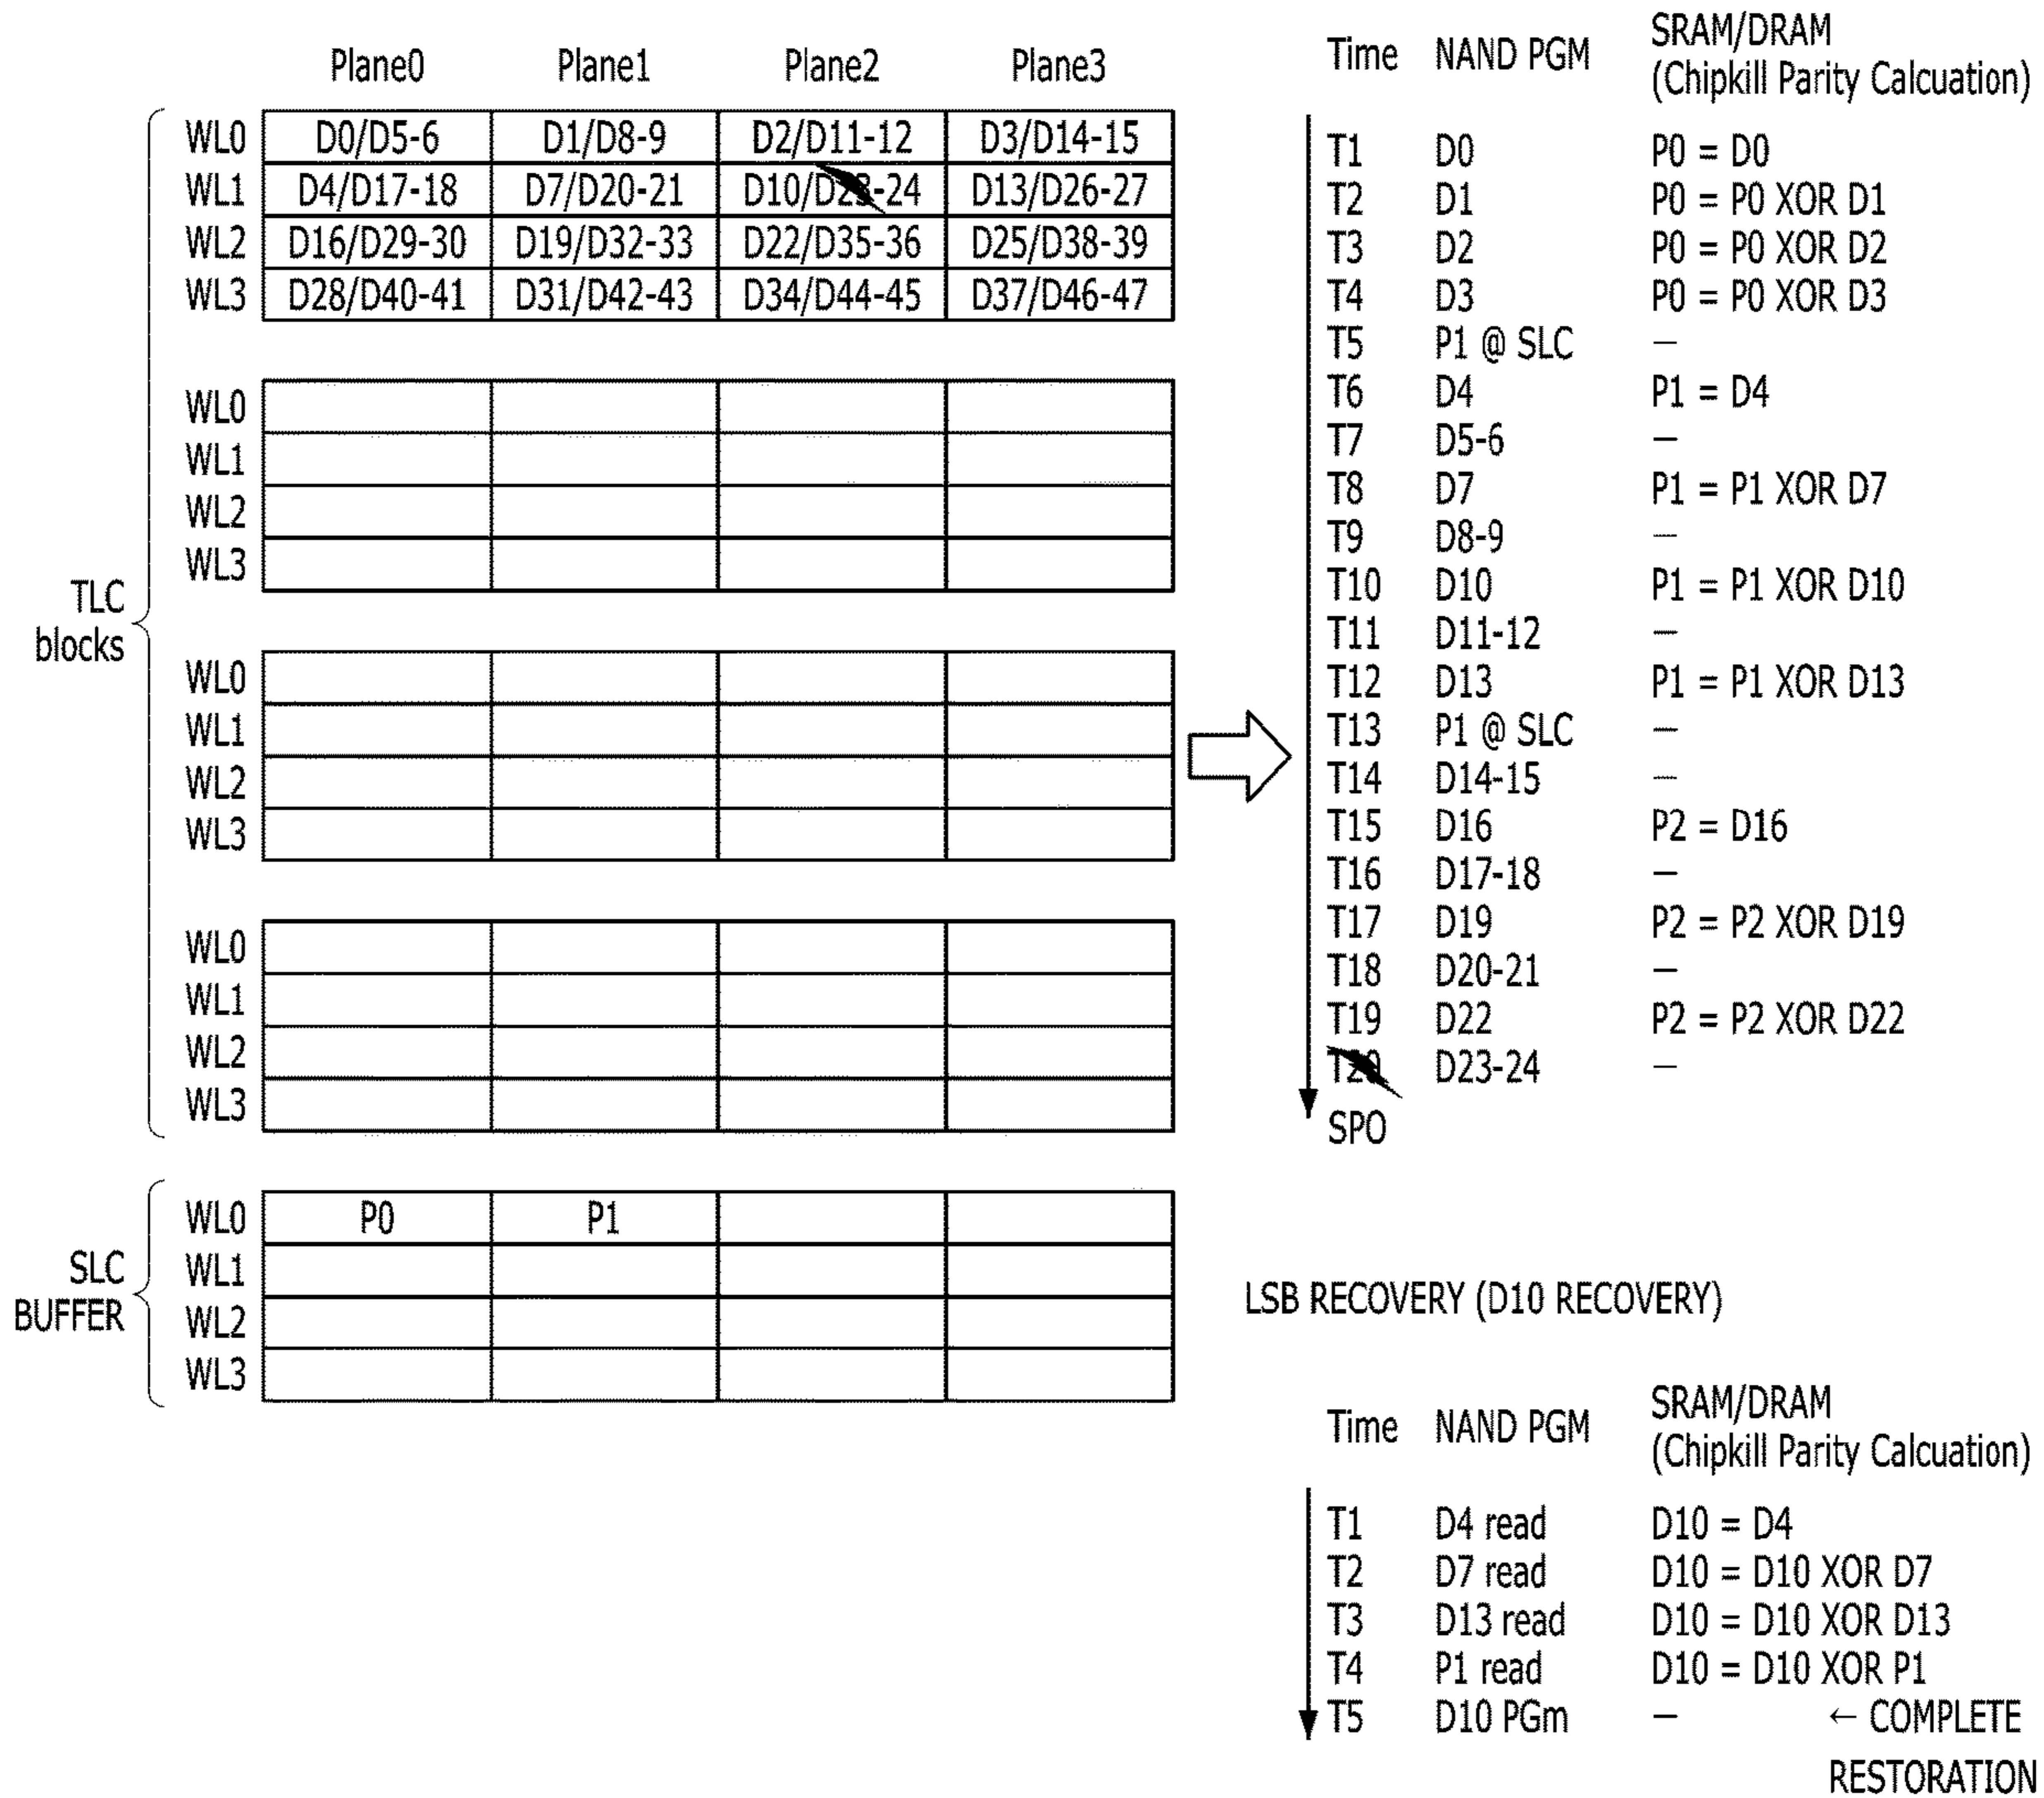 Plane0 Plane1 Plane2 Plane3
WL0 D0/D5-6 D1/D8-9 D2/D11-12 D3/D14-15
WL1 D4/D17-18 D7/D20-21 D10/D23-24 D13/D26-27
WL2 D16/D29-30 D19/D32-33 D22/D35-36 D25/D38-39
WL3 D28/D40-41 D31/D42-43 D34/D44-45 D37/D46-47
WL0
WL1
WL2
WL3
TLC
blocks
WL0
WL1
WL2
WL3
WL0
WL1
WL2
WL3
SLC
BUFFER
WL0 P0 P1
WL1
WL2
WL3
SRAM/DRAM
Time NAND PGM (Chipkill Parity Calcuation)
T1 D0 P0 = D0
T2 D1 P0 = P0 XOR D1
T3 D2 P0 = P0 XOR D2
T4 D3 P0 = P0 XOR D3
T5 P1 @ SLC —
T6 D4 P1 = D4
T7 D5-6 —
T8 D7 P1 = P1 XOR D7
T9 D8-9 —
T10 D10 P1 = P1 XOR D10
T11 D11-12 —
T12 D13 P1 = P1 XOR D13
T13 P1 @ SLC —
T14 D14-15 —
T15 D16 P2 = D16
T16 D17-18 —
T17 D19 P2 = P2 XOR D19
T18 D20-21 —
T19 D22 P2 = P2 XOR D22
T20 D23-24 —
SPO
LSB RECOVERY (D10 RECOVERY)
SRAM/DRAM
Time NAND PGM (Chipkill Parity Calcuation)
T1 D4 read D10 = D4
T2 D7 read D10 = D10 XOR D7
T3 D13 read D10 = D10 XOR D13
T4 P1 read D10 = D10 XOR P1
T5 D10 PGm — ← COMPLETE
RESTORATION